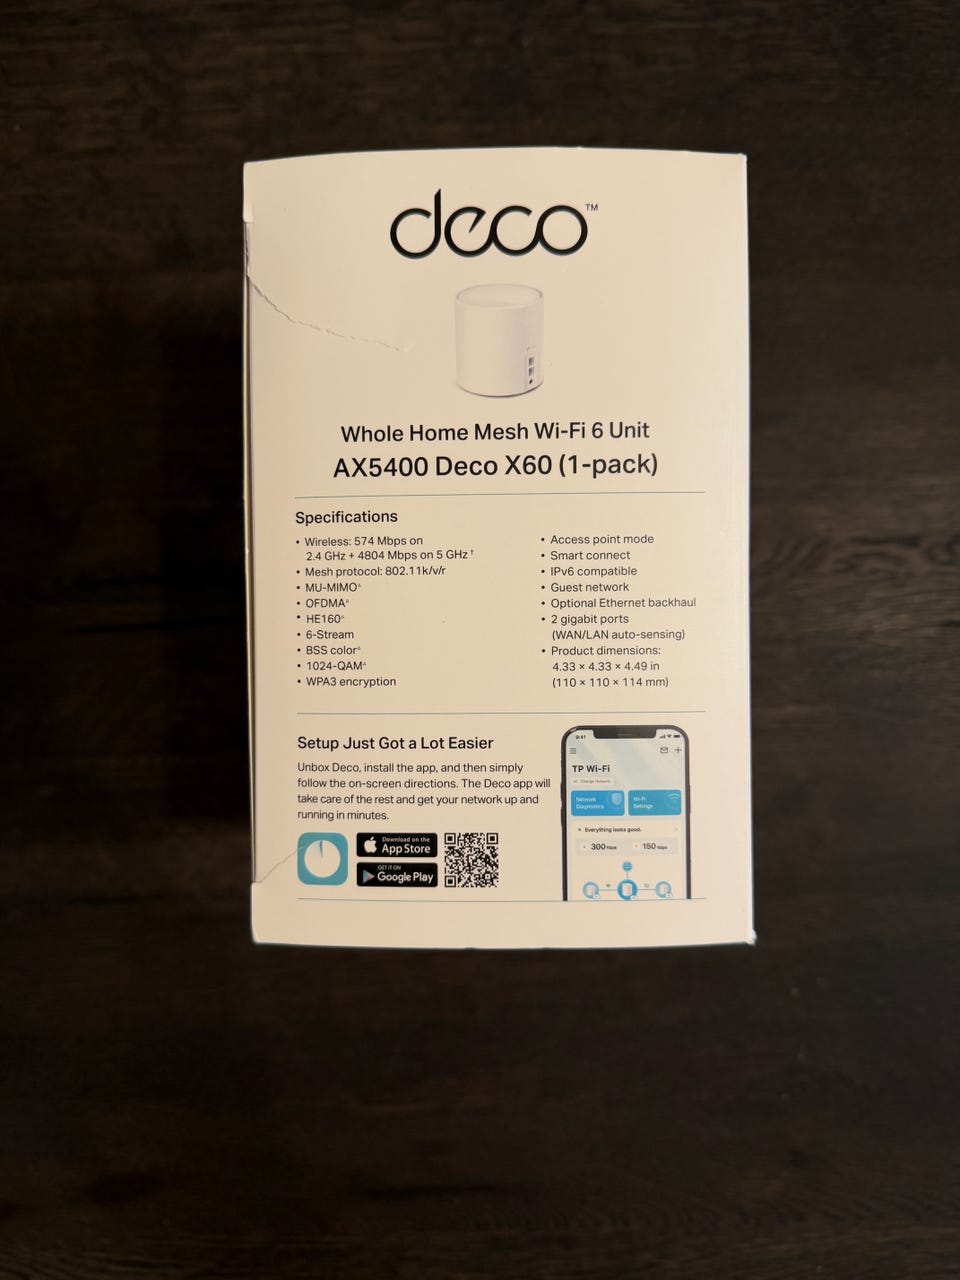 deco™
Whole Home Mesh Wi-Fi 6 Unit
AX5400 Deco X60 (1-pack)
Specifications
• Wireless: 574 Mbps on
2.4 GHz + 4804 Mbps on 5 GHz †
• Mesh protocol: 802.11k/v/r
• MU-MIMO△
• OFDMA△
• HE160△
• 6-Stream
• BSS color△
• 1024-QAM△
• WPA3 encryption
• Access point mode
• Smart connect
• IPv6 compatible
• Guest network
• Optional Ethernet backhaul
• 2 gigabit ports
(WAN/LAN auto-sensing)
• Product dimensions:
4.33 × 4.33 × 4.49 in
(110 × 110 × 114 mm)
Setup Just Got a Lot Easier
Unbox Deco, install the app, and then simply
follow the on-screen directions. The Deco app will
take care of the rest and get your network up and
running in minutes.
Download on the
App Store
GET IT ON
Google Play
9:41
TP Wi-Fi
Network
Diagnostics
Wi-Fi
Settings
Everything looks good.
300
150